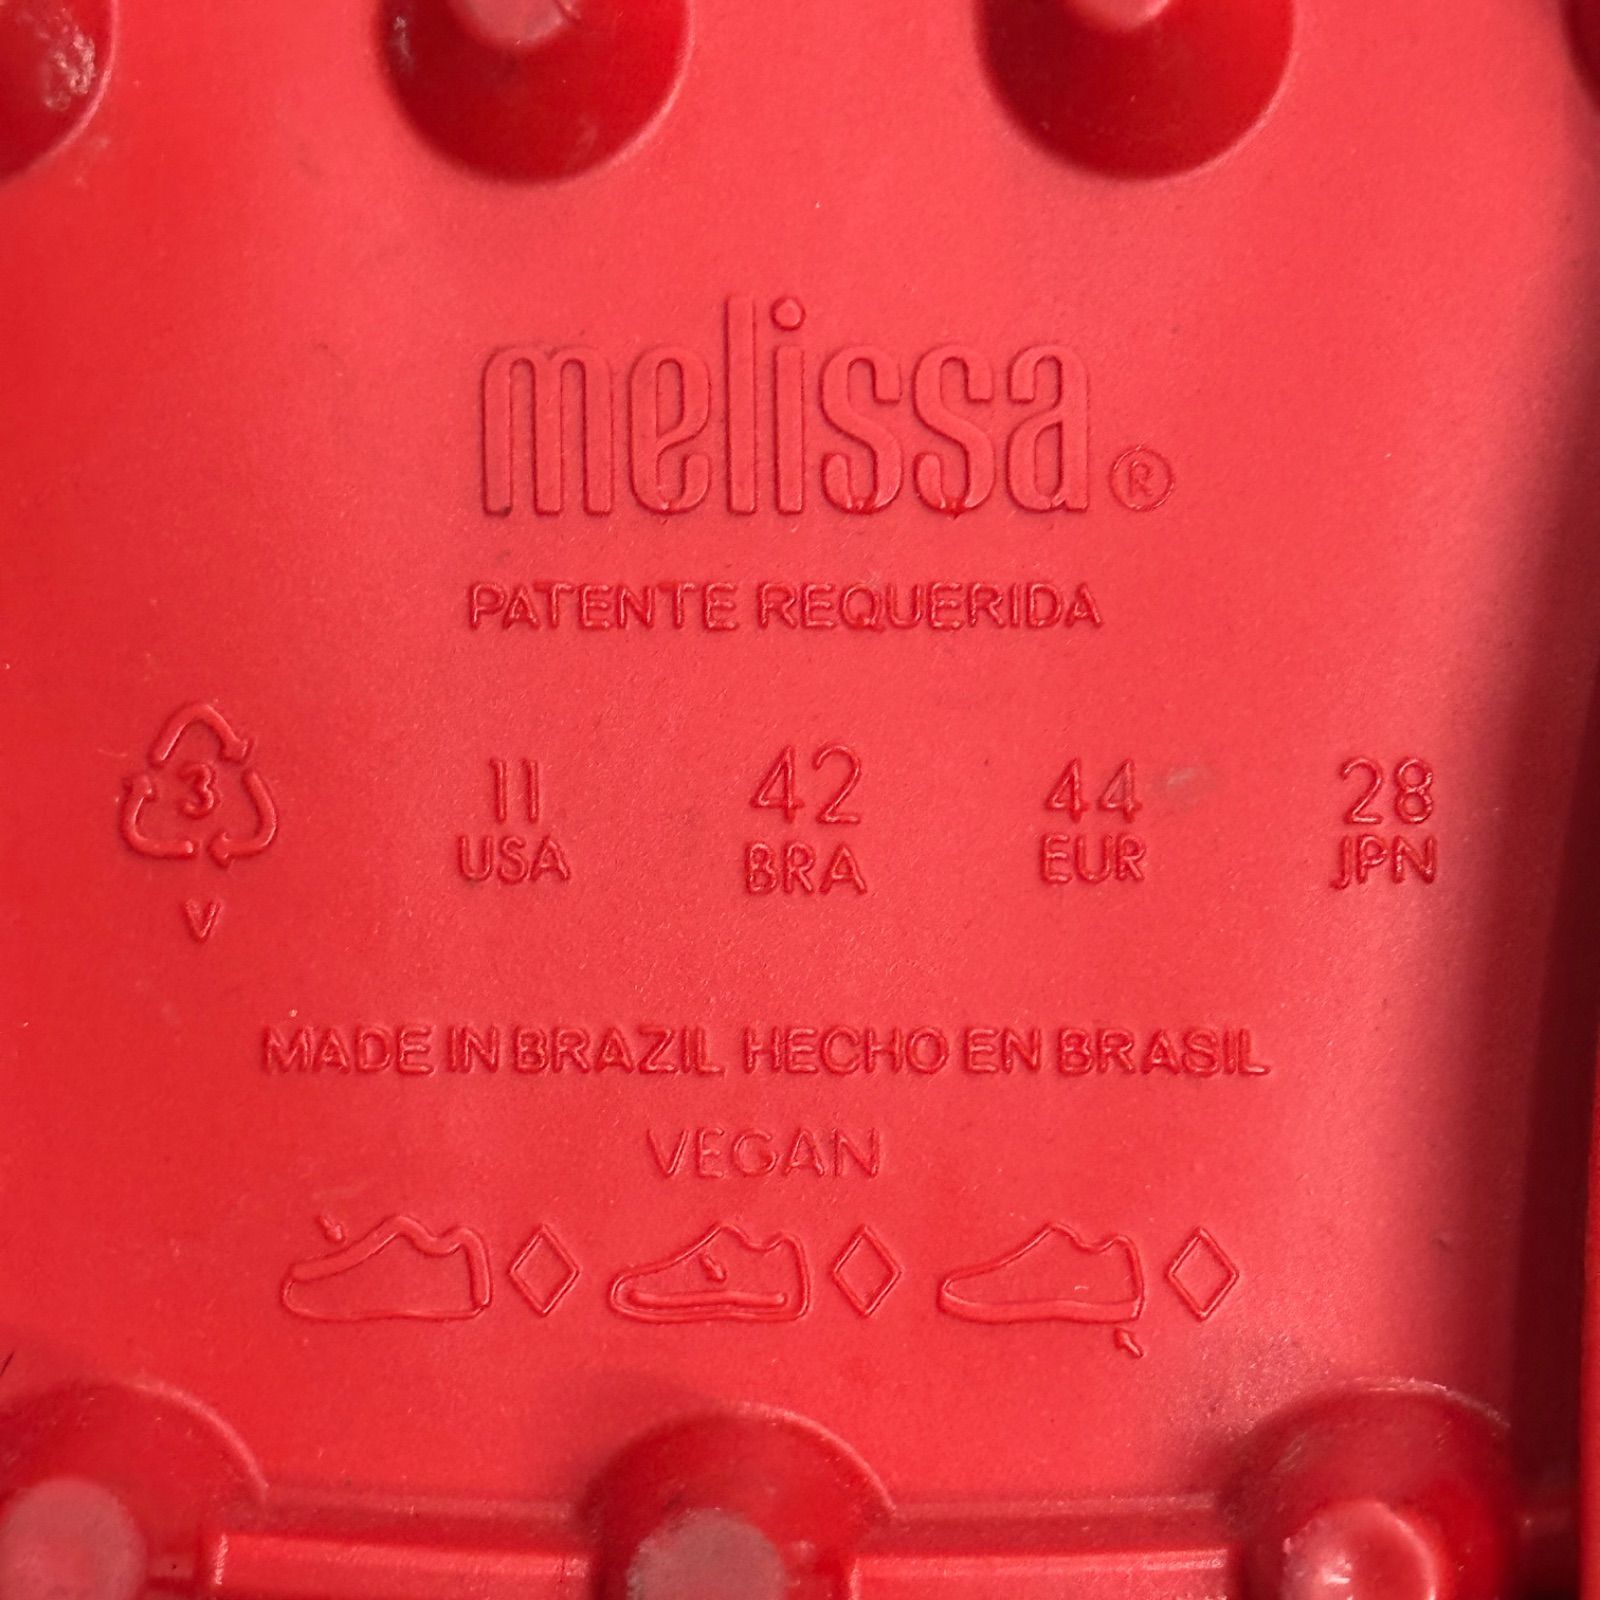 melissa®
PATENTE REQUERIDA
3 11 42 44 28
USA BRA EUR JPN
V
MADE IN BRAZIL HECHO EN BRASIL
VEGAN